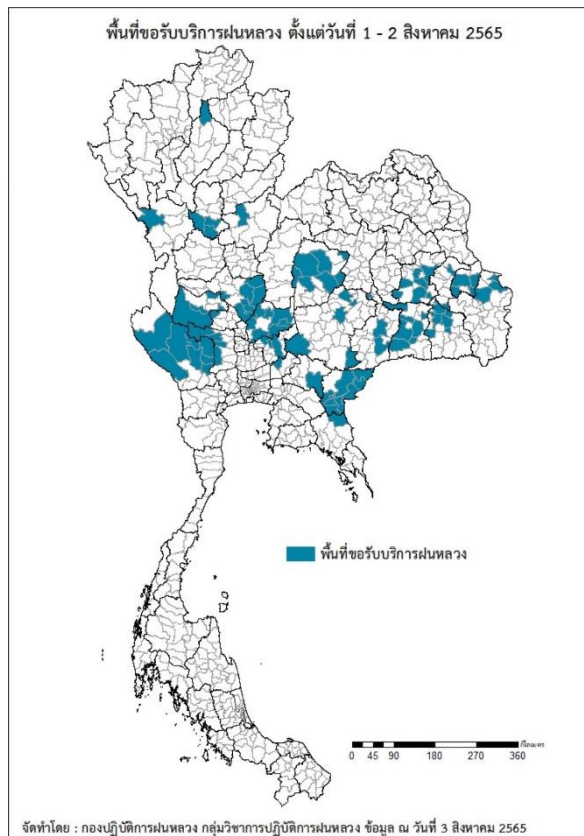 พื้นที่ขอรับบริการฝนหลวง ตั้งแต่วันที่ 1 - 2 สิงหาคม 2565
พื้นที่ขอรับบริการฝนหลวง
กิโลเมตร
0 45 90 180 270 360
จัดทำโดย : กองปฏิบัติการฝนหลวง กลุ่มวิชาการปฏิบัติการฝนหลวง ข้อมูล ณ วันที่ 3 สิงหาคม 2565